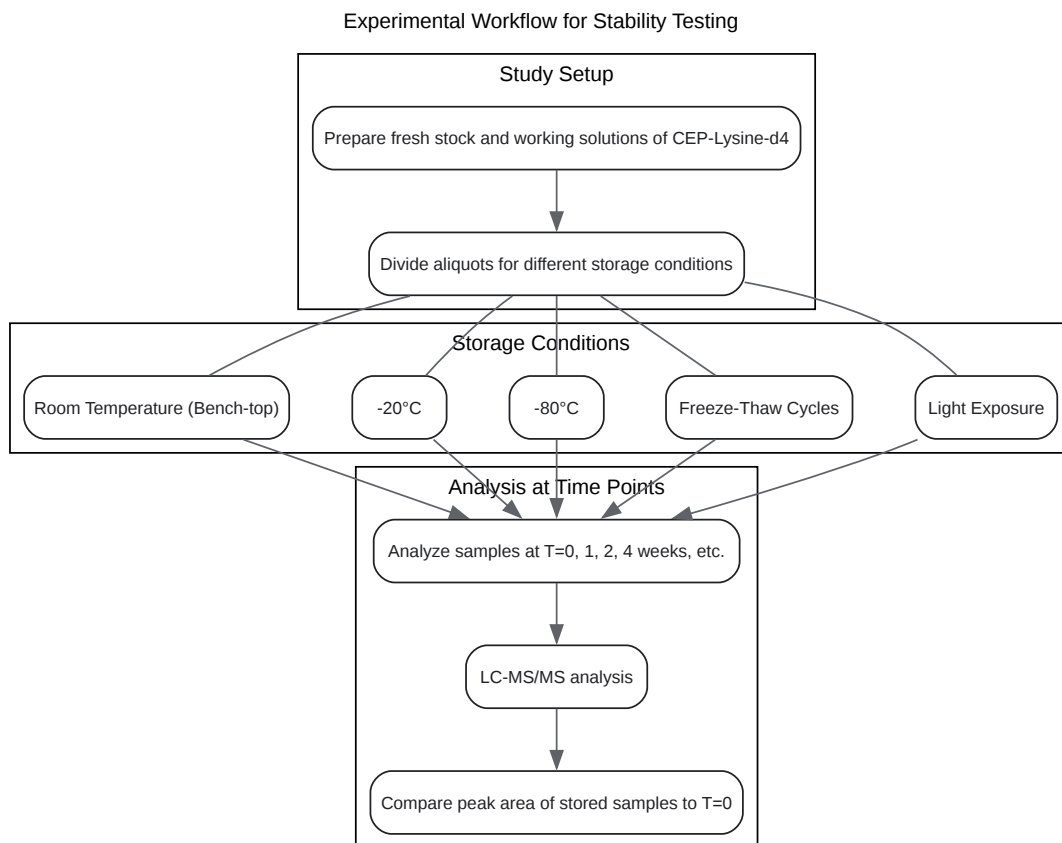 Experimental Workflow for Stability Testing
Study Setup
Prepare fresh stock and working solutions of CEP-Lysine-d4
Divide aliquots for different storage conditions
Storage Conditions
Room Temperature (Bench-top)
-20°C
-80°C
Freeze-Thaw Cycles
Light Exposure
Analysis at Time Points
Analyze samples at T=0, 1, 2, 4 weeks, etc.
LC-MS/MS analysis
Compare peak area of stored samples to T=0